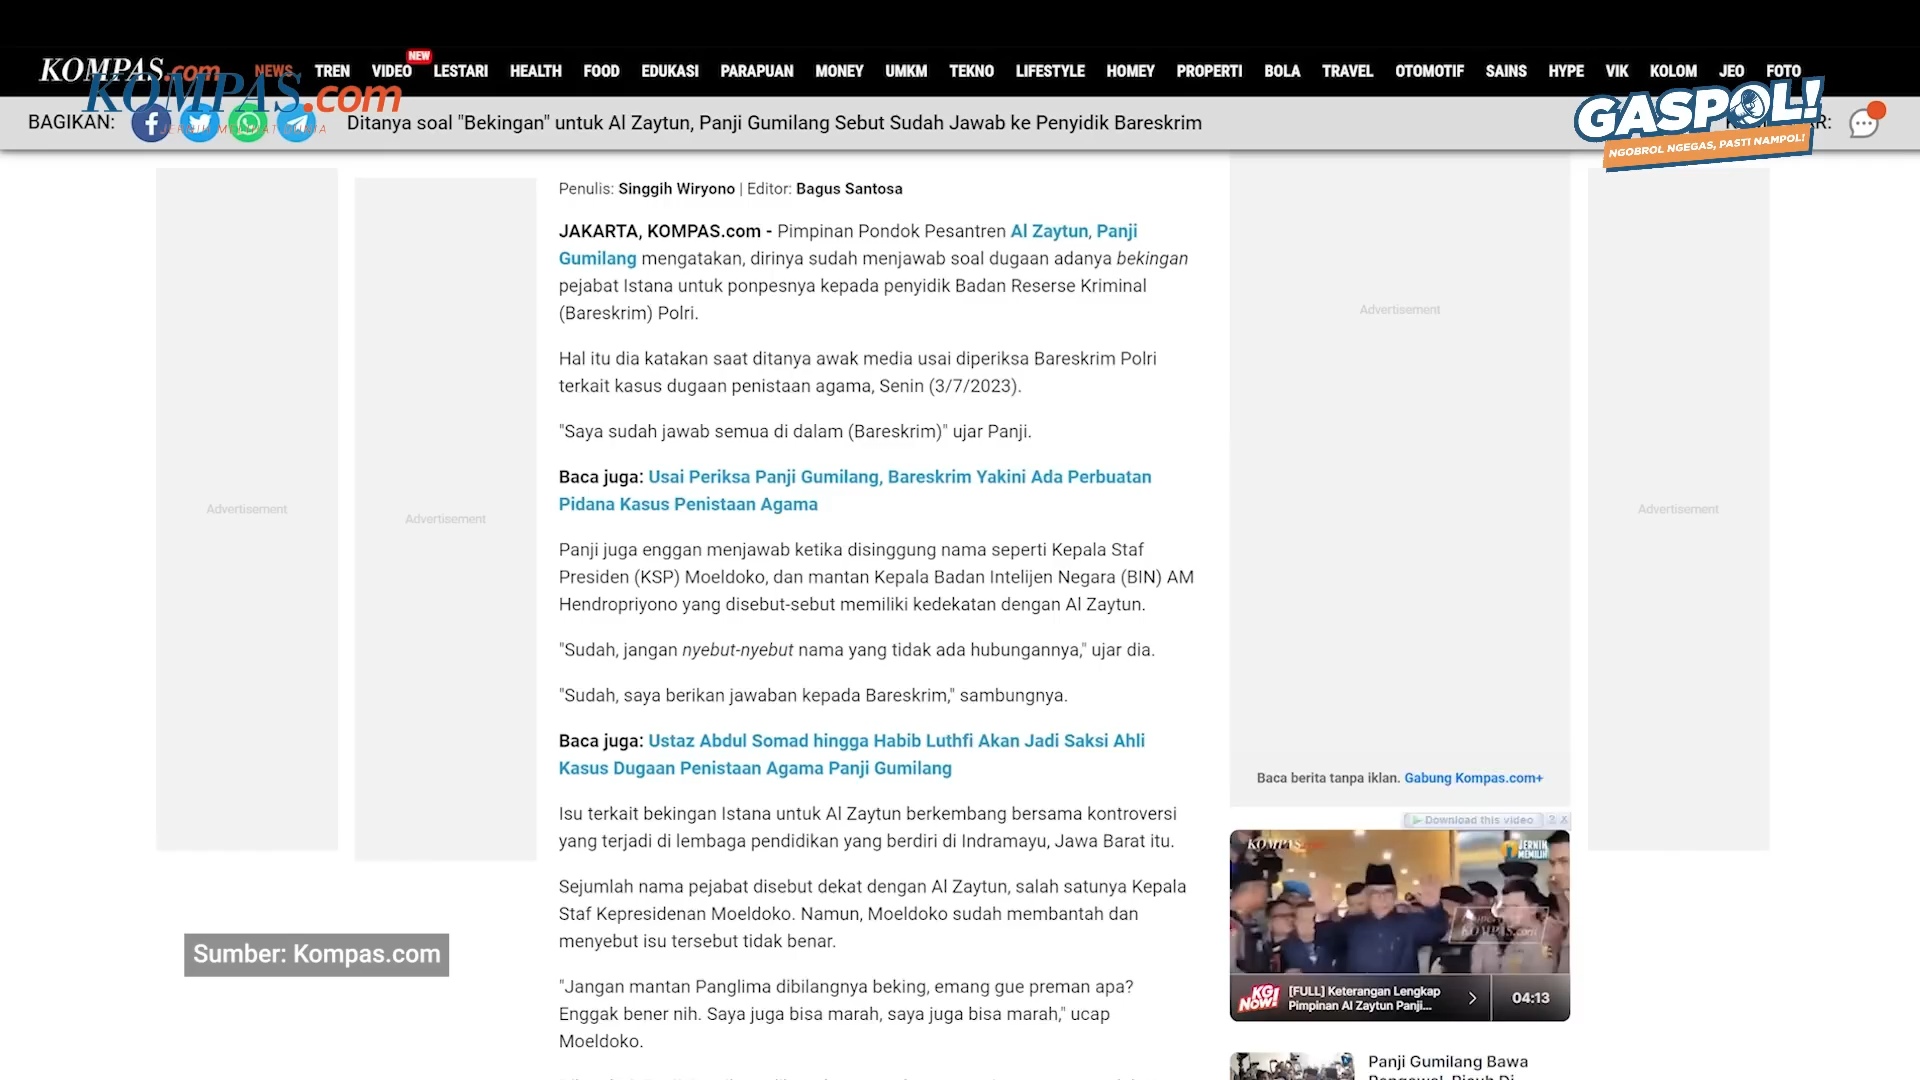 KOMPAS.com
NEWS TREN VIDEO NEW LESTARI HEALTH FOOD EDUKASI PARAPUAN MONEY UMKM TEKNO LIFESTYLE HOMEY PROPERTI BOLA TRAVEL OTOMOTIF SAINS HYPE VIK KOLOM JEO FOTO
KOMPAS.com
BAGIKAN:
Ditanya soal "Bekingan" untuk Al Zaytun, Panji Gumilang Sebut Sudah Jawab ke Penyidik Bareskrim
GASPOL!
NGOBROL NGEGAS, PASTI NAMPOL!
Penulis: Singgih Wiryono | Editor: Bagus Santosa
JAKARTA, KOMPAS.com - Pimpinan Pondok Pesantren Al Zaytun, Panji
Gumilang mengatakan, dirinya sudah menjawab soal dugaan adanya bekingan
pejabat Istana untuk ponpesnya kepada penyidik Badan Reserse Kriminal
(Bareskrim) Polri.
Hal itu dia katakan saat ditanya awak media usai diperiksa Bareskrim Polri
terkait kasus dugaan penistaan agama, Senin (3/7/2023).
"Saya sudah jawab semua di dalam (Bareskrim)" ujar Panji.
Baca juga: Usai Periksa Panji Gumilang, Bareskrim Yakini Ada Perbuatan
Pidana Kasus Penistaan Agama
Panji juga enggan menjawab ketika disinggung nama seperti Kepala Staf
Presiden (KSP) Moeldoko, dan mantan Kepala Badan Intelijen Negara (BIN) AM
Hendropriyono yang disebut-sebut memiliki kedekatan dengan Al Zaytun.
"Sudah, jangan nyebut-nyebut nama yang tidak ada hubungannya," ujar dia.
"Sudah, saya berikan jawaban kepada Bareskrim," sambungnya.
Baca juga: Ustaz Abdul Somad hingga Habib Luthfi Akan Jadi Saksi Ahli
Kasus Dugaan Penistaan Agama Panji Gumilang
Isu terkait bekingan Istana untuk Al Zaytun berkembang bersama kontroversi
yang terjadi di lembaga pendidikan yang berdiri di Indramayu, Jawa Barat itu.
Sejumlah nama pejabat disebut dekat dengan Al Zaytun, salah satunya Kepala
Staf Kepresidenan Moeldoko. Namun, Moeldoko sudah membantah dan
menyebut isu tersebut tidak benar.
"Jangan mantan Panglima dibilangnya beking, emang gue preman apa?
Enggak bener nih. Saya juga bisa marah, saya juga bisa marah," ucap
Moeldoko.
Advertisement
Advertisement
Advertisement
Advertisement
Sumber: Kompas.com
Baca berita tanpa iklan. Gabung Kompas.com+
Download this video ? X
KOMPAS.com
JERNIH
MEMILIH
KG NOW!
[FULL] Keterangan Lengkap
Pimpinan Al Zaytun Panji...
04:13
Panji Gumilang Bawa